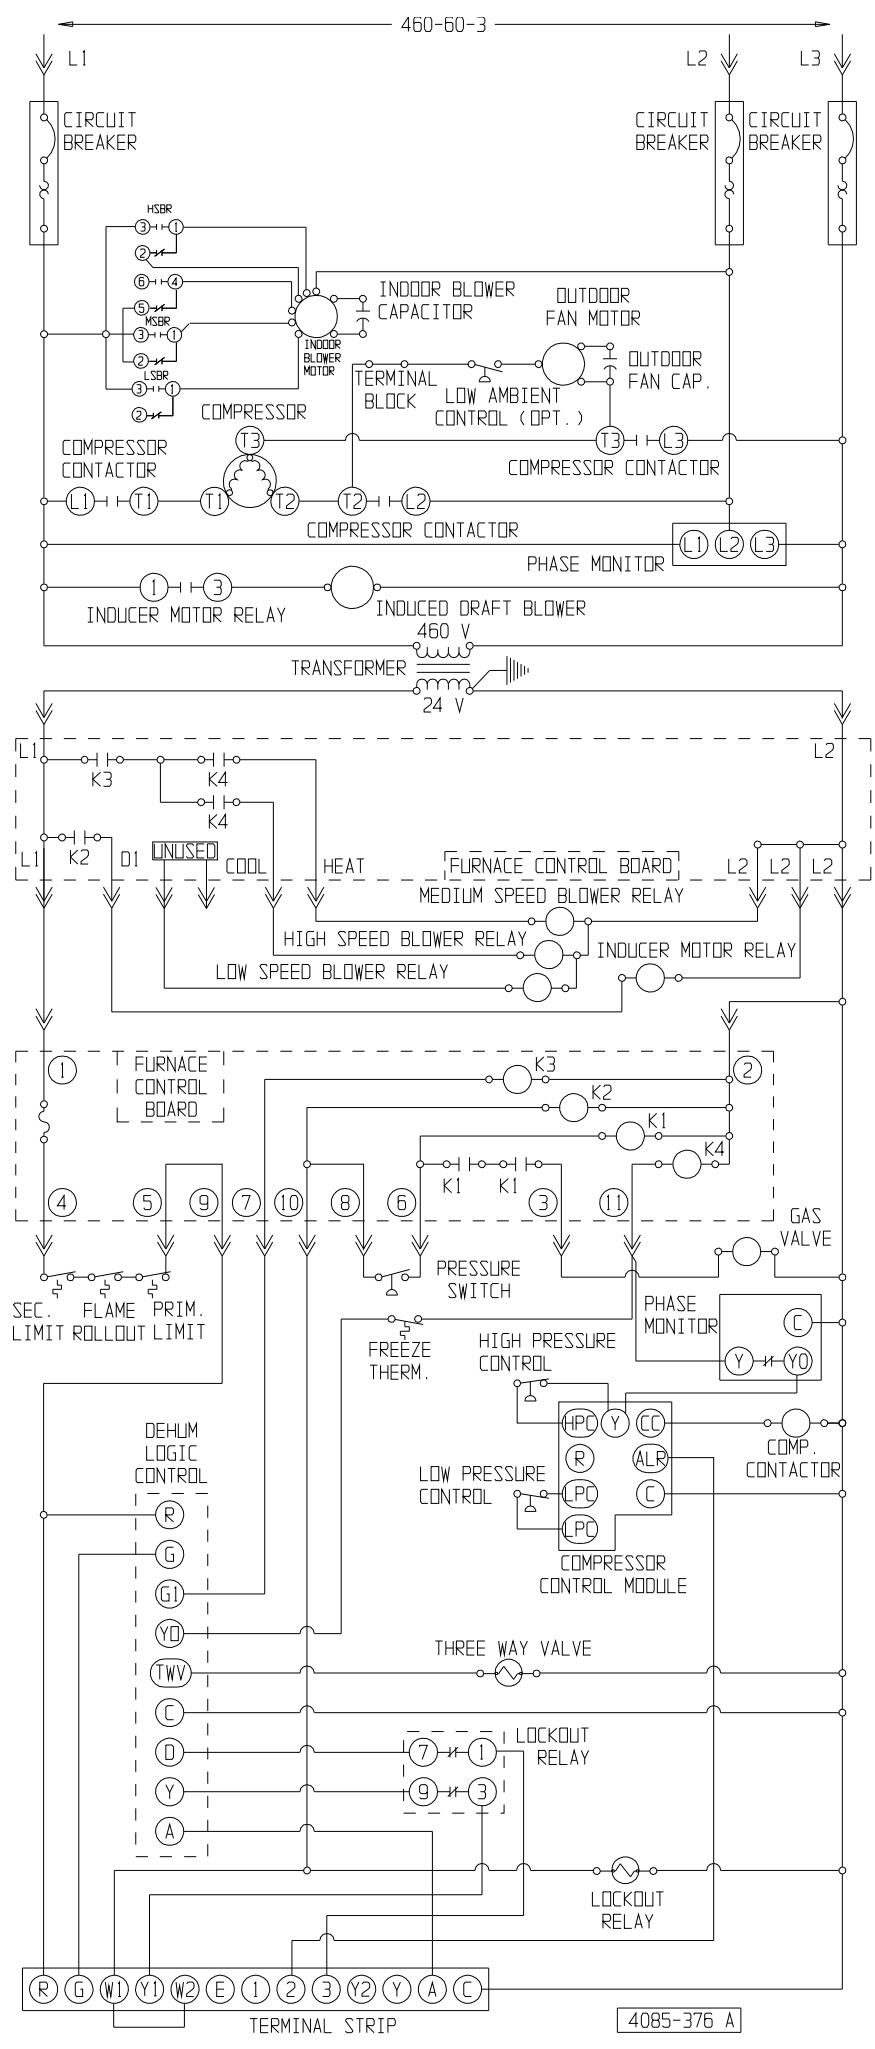 460-60-3
L1
L2
L3
CIRCUIT
BREAKER
CIRCUIT
BREAKER
CIRCUIT
BREAKER
HSBR
3 1
2
6 4
5
MSBR
3 1
2
LSBR
3 1
2
INDOOR BLOWER
CAPACITOR
INDOOR
BLOWER
MOTOR
OUTDOOR
FAN MOTOR
OUTDOOR
FAN CAP.
TERMINAL
BLOCK
LOW AMBIENT
CONTROL (OPT.)
COMPRESSOR
T3
T3 L3
COMPRESSOR CONTACTOR
COMPRESSOR
CONTACTOR
L1 T1 T1 T2 T2 L2
COMPRESSOR CONTACTOR
PHASE MONITOR
L1 L2 L3
1 3
INDUCER MOTOR RELAY
INDUCED DRAFT BLOWER
460 V
TRANSFORMER
24 V
L1
L2
K3
K4
K4
K2
L1
D1
UNUSED
COOL
HEAT
FURNACE CONTROL BOARD
L2 L2 L2
MEDIUM SPEED BLOWER RELAY
HIGH SPEED BLOWER RELAY
LOW SPEED BLOWER RELAY
INDUCER MOTOR RELAY
1
FURNACE
CONTROL
BOARD
2
K3
K2
K1
K4
K1 K1
4 5 9 7 10 8 6 3 11
GAS
VALVE
PRESSURE
SWITCH
SEC.
LIMIT
FLAME
ROLLOUT
PRIM.
LIMIT
FREEZE
THERM.
PHASE
MONITOR
C
Y YO
HIGH PRESSURE
CONTROL
HPC Y CC
R ALR
LPC C
LPC
LOW PRESSURE
CONTROL
COMP.
CONTACTOR
COMPRESSOR
CONTROL MODULE
DEHUM
LOGIC
CONTROL
R
G
G1
YO
TWV
C
D
Y
A
THREE WAY VALVE
7 1
9 3
LOCKOUT
RELAY
LOCKOUT
RELAY
R G W1 Y1 W2 E 1 2 3 Y2 Y A C
TERMINAL STRIP
4085-376 A